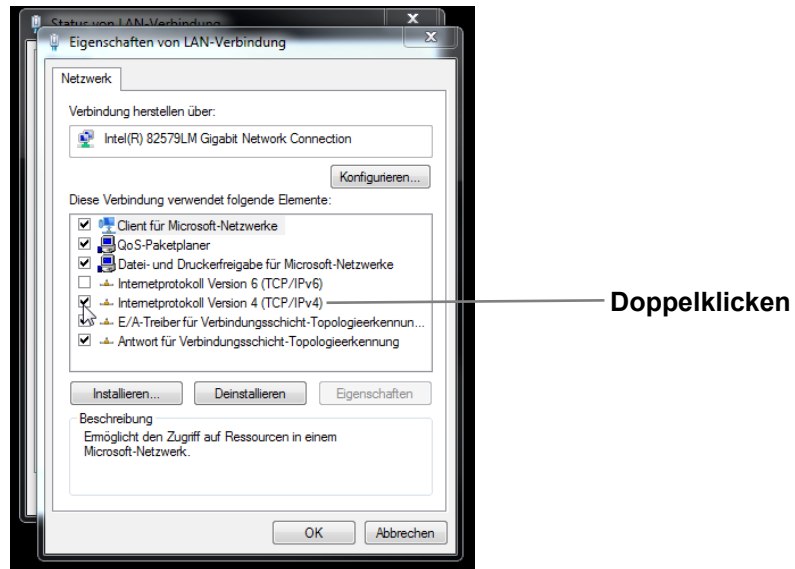 Status von LAN-Verbindung
Eigenschaften von LAN-Verbindung
Netzwerk
Verbindung herstellen über:
Intel(R) 82579LM Gigabit Network Connection
Konfigurieren...
Diese Verbindung verwendet folgende Elemente:
Client für Microsoft-Netzwerke
QoS-Paketplaner
Datei- und Druckerfreigabe für Microsoft-Netzwerke
Internetprotokoll Version 6 (TCP/IPv6)
Internetprotokoll Version 4 (TCP/IPv4)
Doppelklicken
E/A-Treiber für Verbindungsschicht-Topologieerkennun...
Antwort für Verbindungsschicht-Topologieerkennung
Installieren... Deinstallieren Eigenschaften
Beschreibung
Ermöglicht den Zugriff auf Ressourcen in einem
Microsoft-Netzwerk.
OK Abbrechen